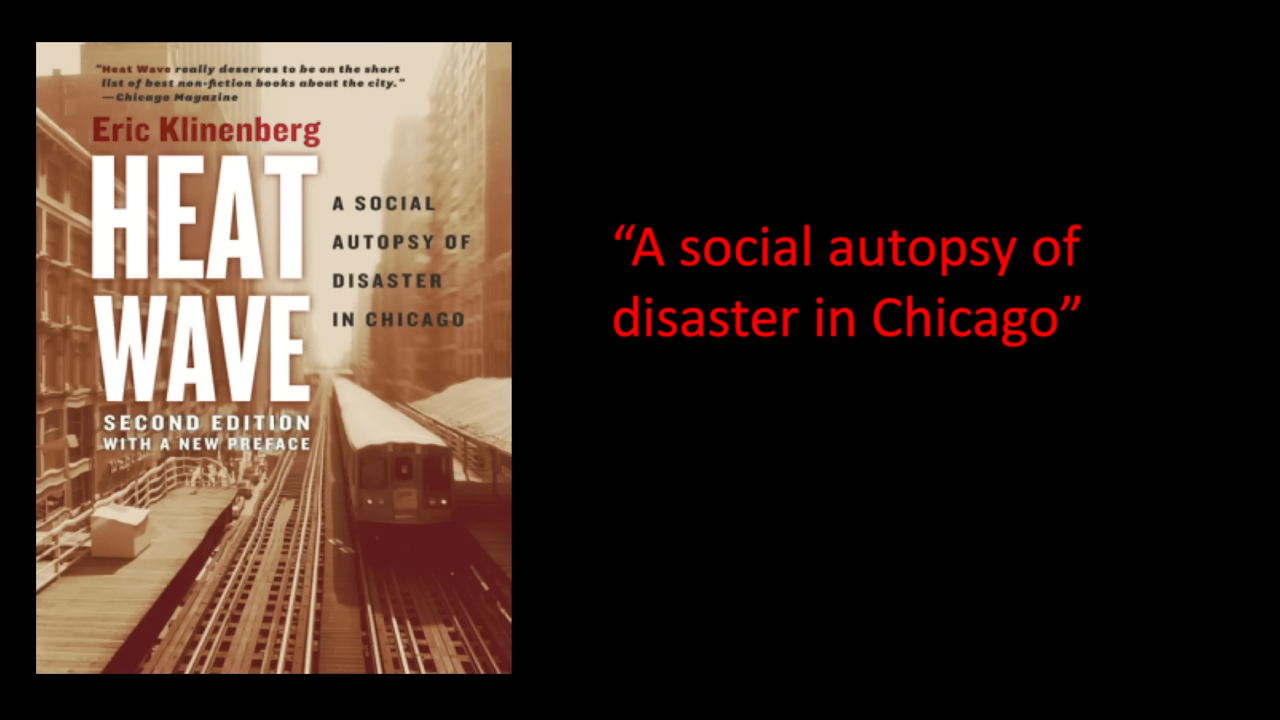 "Heat Wave really deserves to be on the short
list of best non-fiction books about the city."
—Chicago Magazine
Eric Klinenberg
HEAT
WAVE
A SOCIAL
AUTOPSY OF
DISASTER
IN CHICAGO
SECOND EDITION
WITH A NEW PREFACE
“A social autopsy of
disaster in Chicago”